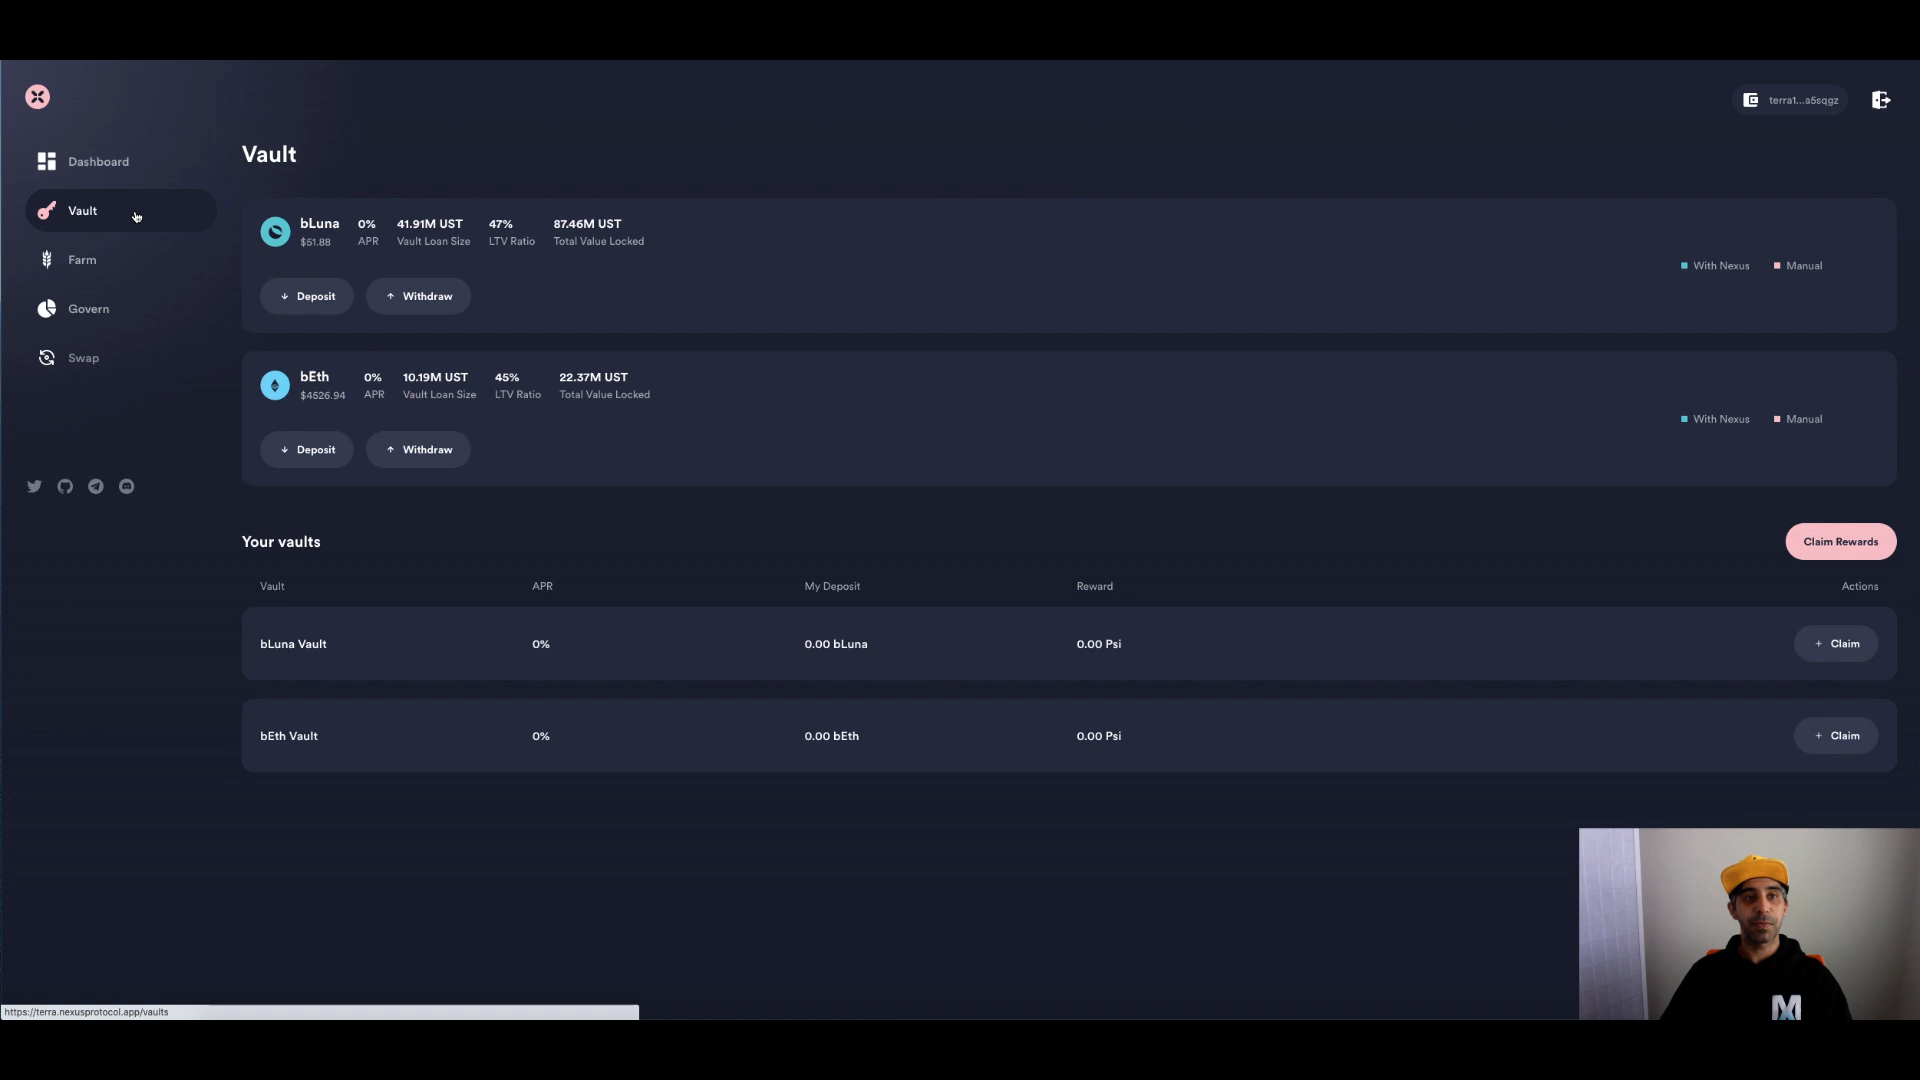 terra1...a5sqgz
Dashboard
Vault
Farm
Govern
Swap
Vault
bLuna 0% 41.91M UST 47% 87.46M UST
$51.88 APR Vault Loan Size LTV Ratio Total Value Locked
With Nexus Manual
Deposit Withdraw
bEth 0% 10.19M UST 45% 22.37M UST
$4526.94 APR Vault Loan Size LTV Ratio Total Value Locked
With Nexus Manual
Deposit Withdraw
Your vaults
Claim Rewards
Vault APR My Deposit Reward Actions
bLuna Vault 0% 0.00 bLuna 0.00 Psi + Claim
bEth Vault 0% 0.00 bEth 0.00 Psi + Claim
https://terra.nexusprotocol.app/vaults